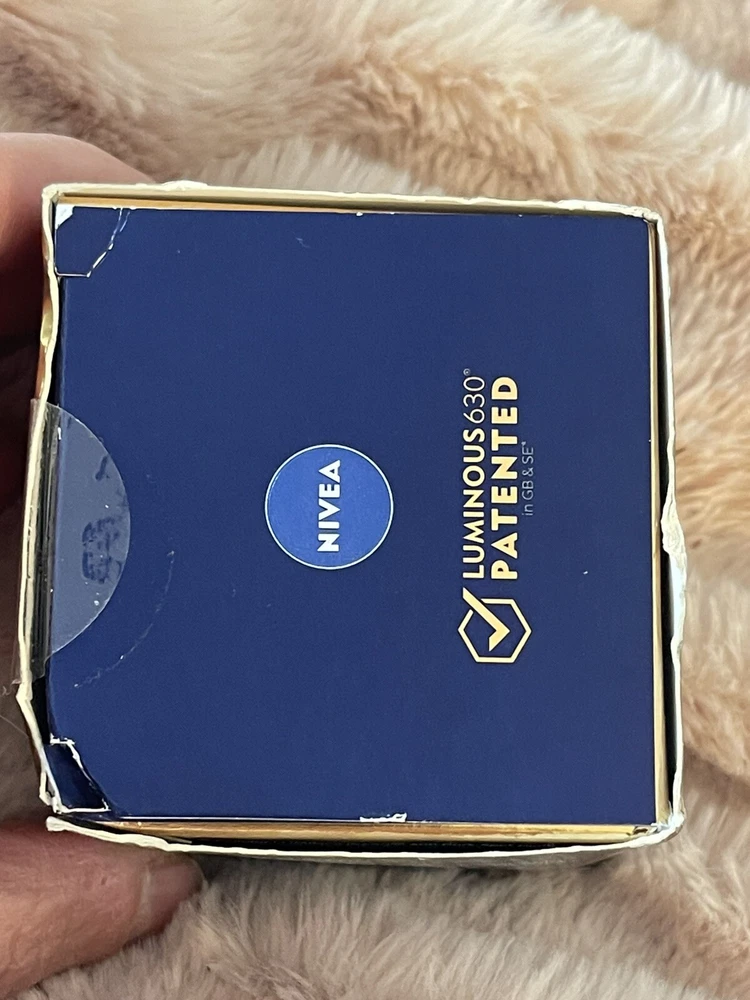 NIVEA
LUMINOUS630®
PATENTED
in GB & SE*